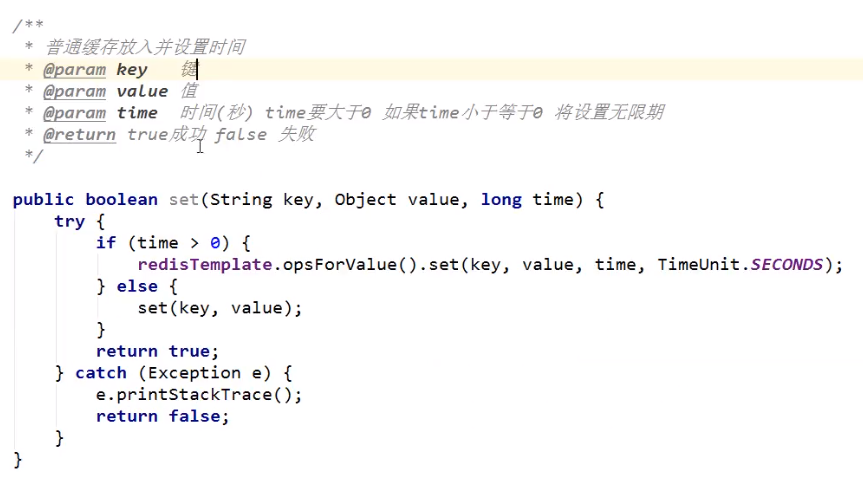 /**
 * 普通缓存放入并设置时间
 * @param key   键
 * @param value 值
 * @param time  时间(秒) time要大于0 如果time小于等于0 将设置无限期
 * @return true成功 false 失败
 */
public boolean set(String key, Object value, long time) {
    try {
        if (time > 0) {
            redisTemplate.opsForValue().set(key, value, time, TimeUnit.SECONDS);
        } else {
            set(key, value);
        }
        return true;
    } catch (Exception e) {
        e.printStackTrace();
        return false;
    }
}